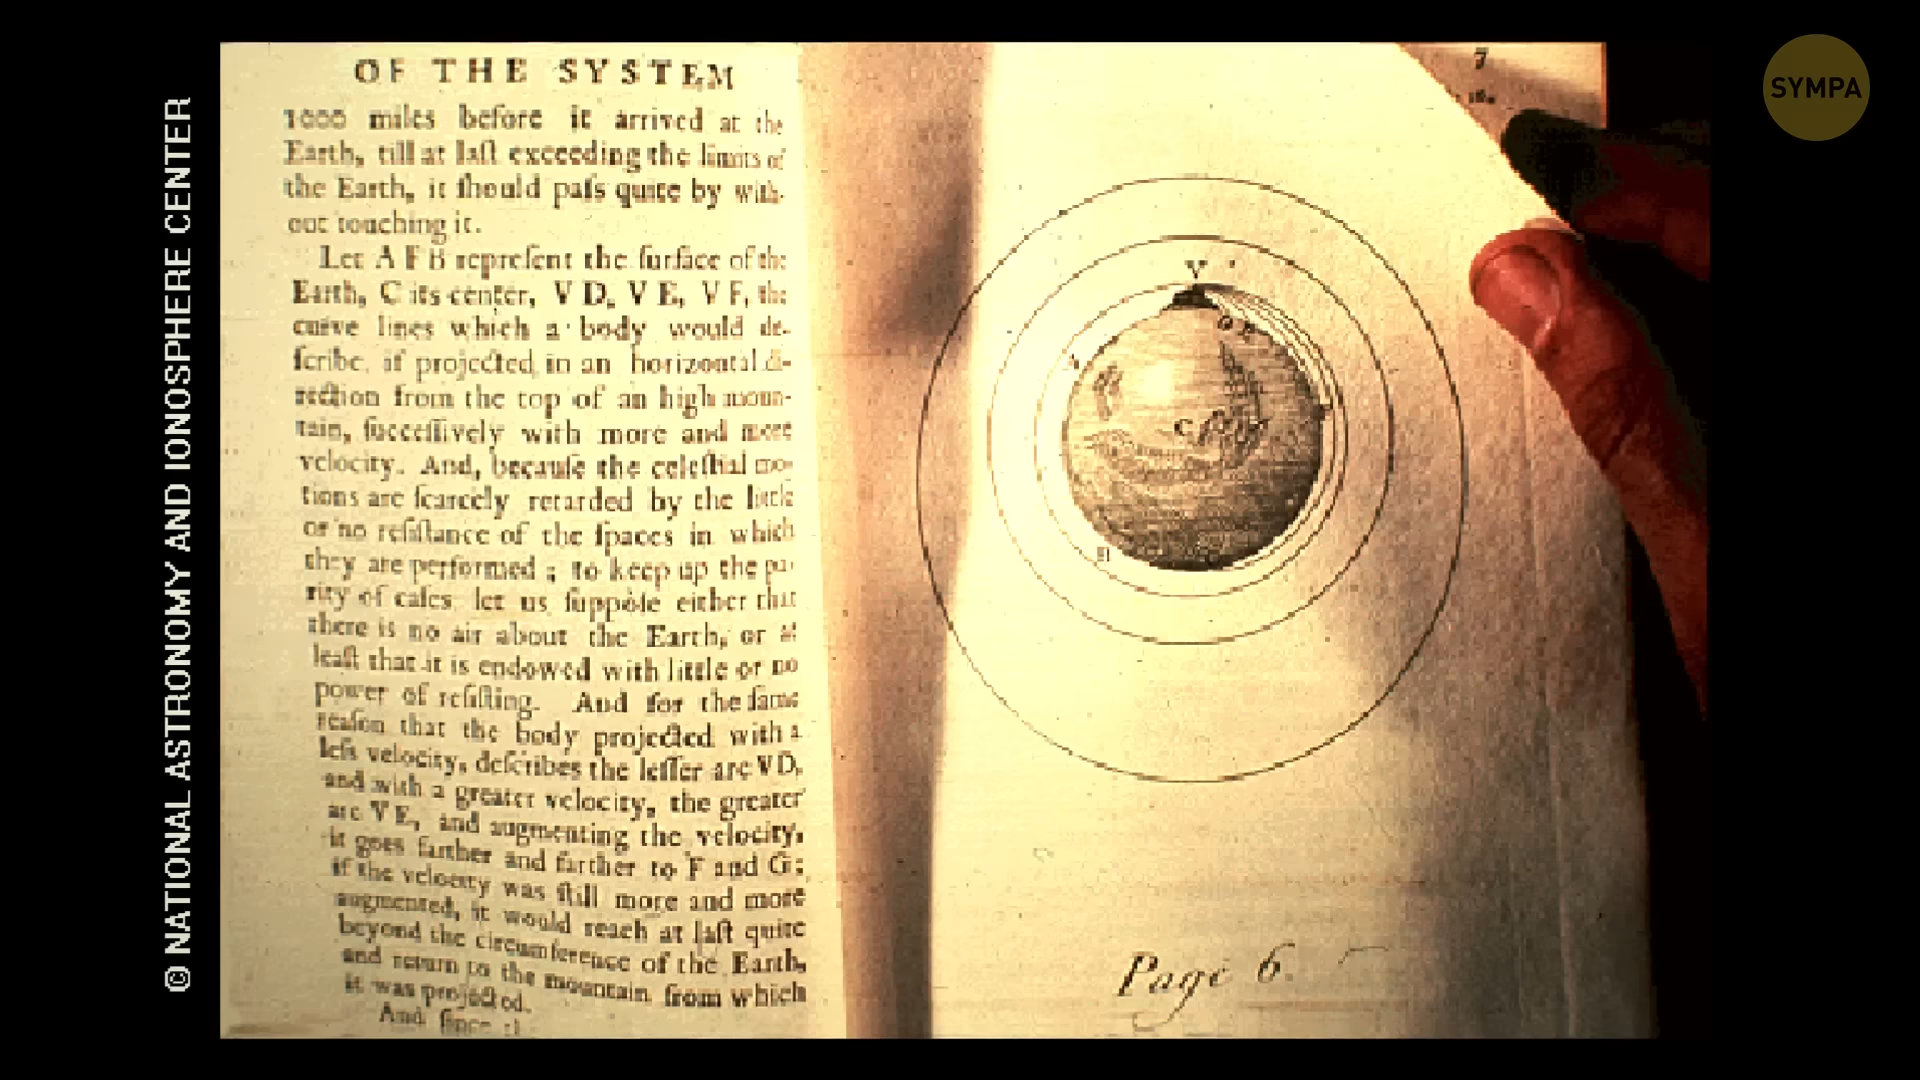 © NATIONAL ASTRONOMY AND IONOSPHERE CENTER
SYMPA
OF THE SYSTEM
1000 miles before it arrived at the
Earth, till at laſt exceeding the limits of
the Earth, it ſhould paſs quite by with-
out touching it.
Let A F B repreſent the ſurface of the
Earth, C its center, V D, V E, V F, the
curve lines which a body would de-
ſcribe, if projected in an horizontal di-
rection from the top of an high moun-
tain, ſucceſſively with more and more
velocity. And, becauſe the celeſtial mo-
tions are ſcarcely retarded by the little
or no reſiſtance of the ſpaces in which
they are performed; to keep up the pa-
rity of caſes let us ſuppoſe either that
there is no air about the Earth, or at
leaſt that it is endowed with little or no
power of reſiſting. And for the ſame
reaſon that the body projected with a
leſs velocity, deſcribes the leſſer arc VD,
and with a greater velocity, the greater
arc VE, and augmenting the velocity,
it goes farther and farther to F and G;
if the velocity was ſtill more and more
augmented, it would reach at laſt quite
beyond the circumference of the Earth,
and return to the mountain from which
it was projected.
And ſince
7
V
C
Page 6.